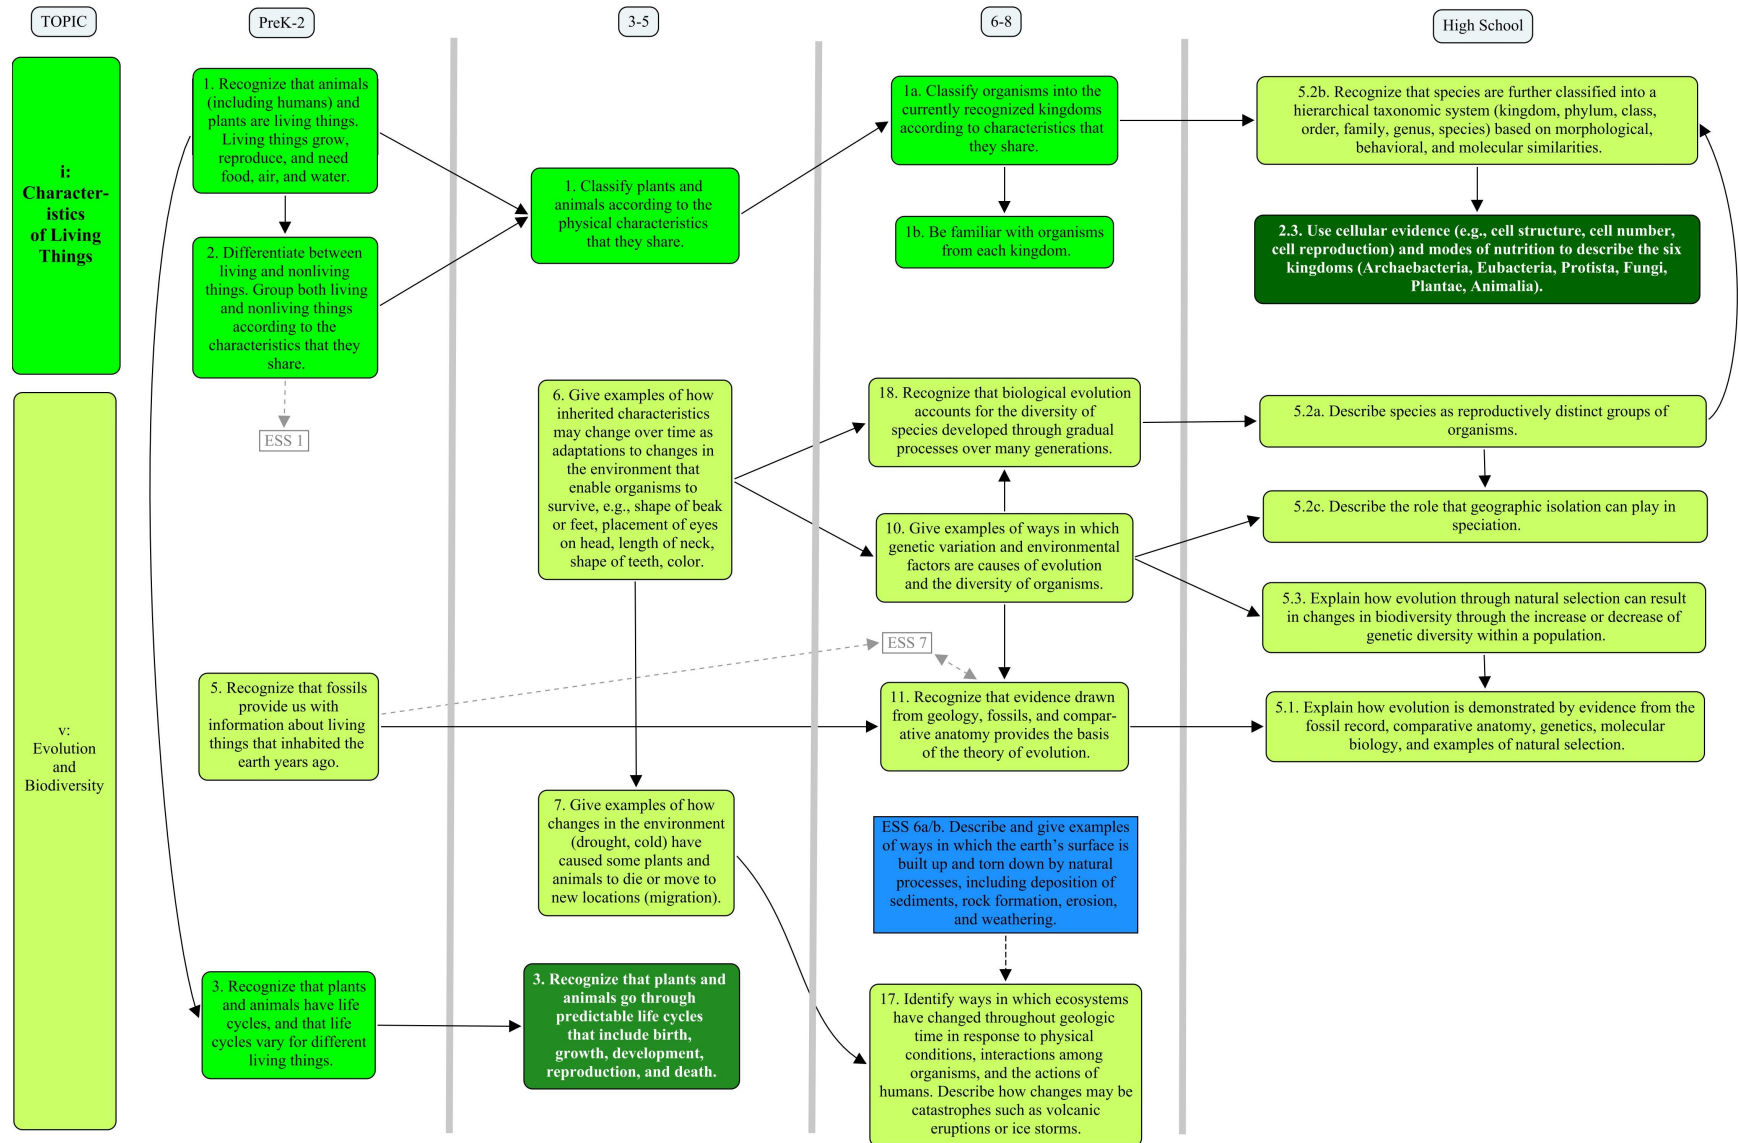 TOPIC
PreK-2
3-5
6-8
High School
i:
Character-
istics
of Living
Things
1. Recognize that animals
(including humans) and
plants are living things.
Living things grow,
reproduce, and need
food, air, and water.
2. Differentiate between
living and nonliving
things. Group both living
and nonliving things
according to the
characteristics that they
share.
ESS 1
1. Classify plants and
animals according to the
physical characteristics
that they share.
1a. Classify organisms into the
currently recognized kingdoms
according to characteristics that
they share.
1b. Be familiar with organisms
from each kingdom.
5.2b. Recognize that species are further classified into a
hierarchical taxonomic system (kingdom, phylum, class,
order, family, genus, species) based on morphological,
behavioral, and molecular similarities.
2.3. Use cellular evidence (e.g., cell structure, cell number,
cell reproduction) and modes of nutrition to describe the six
kingdoms (Archaebacteria, Eubacteria, Protista, Fungi,
Plantae, Animalia).
v:
Evolution
and
Biodiversity
5. Recognize that fossils
provide us with
information about living
things that inhabited the
earth years ago.
3. Recognize that plants
and animals have life
cycles, and that life
cycles vary for different
living things.
6. Give examples of how
inherited characteristics
may change over time as
adaptations to changes in
the environment that
enable organisms to
survive, e.g., shape of beak
or feet, placement of eyes
on head, length of neck,
shape of teeth, color.
7. Give examples of how
changes in the environment
(drought, cold) have
caused some plants and
animals to die or move to
new locations (migration).
3. Recognize that plants and
animals go through
predictable life cycles
that include birth,
growth, development,
reproduction, and death.
18. Recognize that biological evolution
accounts for the diversity of
species developed through gradual
processes over many generations.
10. Give examples of ways in which
genetic variation and environmental
factors are causes of evolution
and the diversity of organisms.
ESS 7
11. Recognize that evidence drawn
from geology, fossils, and compar-
ative anatomy provides the basis
of the theory of evolution.
ESS 6a/b. Describe and give examples
of ways in which the earth's surface is
built up and torn down by natural
processes, including deposition of
sediments, rock formation, erosion,
and weathering.
17. Identify ways in which ecosystems
have changed throughout geologic
time in response to physical
conditions, interactions among
organisms, and the actions of
humans. Describe how changes may be
catastrophes such as volcanic
eruptions or ice storms.
5.2a. Describe species as reproductively distinct groups of
organisms.
5.2c. Describe the role that geographic isolation can play in
speciation.
5.3. Explain how evolution through natural selection can result
in changes in biodiversity through the increase or decrease of
genetic diversity within a population.
5.1. Explain how evolution is demonstrated by evidence from the
fossil record, comparative anatomy, genetics, molecular
biology, and examples of natural selection.